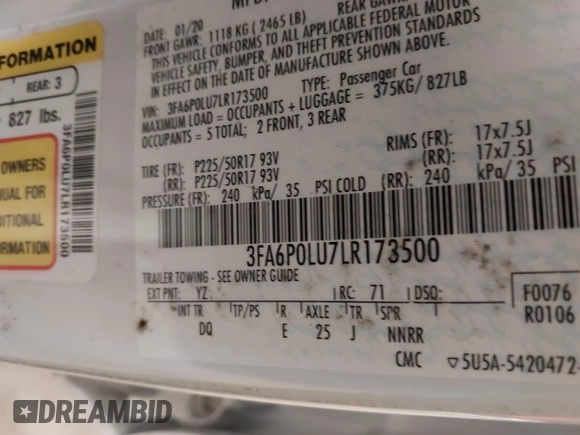 DATE: 01/20
FRONT GAWR: 1118 KG ( 2465 LB) REAR
THIS VEHICLE CONFORMS TO ALL APPLICABLE FEDERAL MOTOR
VEHICLE SAFETY, BUMPER, AND THEFT PREVENTION STANDARDS
IN EFFECT ON THE DATE OF MANUFACTURE SHOWN ABOVE.
VIN: 3FA6P0LU7LR173500 TYPE: Passenger Car
MAXIMUM LOAD = OCCUPANTS + LUGGAGE = 375KG/ 827LB
OCCUPANTS = 5 TOTAL; 2 FRONT, 3 REAR
TIRE (FR): P225/50R17 93V RIMS (FR): 17x7.5J
(RR): P225/50R17 93V (RR): 17x7.5J
PRESSURE (FR): 240 kPa/ 35 PSI COLD (RR): 240 kPa/ 35 PSI
3FA6P0LU7LR173500
TRAILER TOWING - SEE OWNER GUIDE
EXT PNT: YZ RC: 71 DSO:
F0076
R0106
INT TR TP/PS R AXLE TR SPR
DQ E 25 J NNRR
CMC ▽5U5A-5420472-
FORMATION
REAR: 3
827 lbs.
OWNERS
UAL FOR
DITIONAL
ORMATION
3FA6P0LU7LR173500
DREAMBID